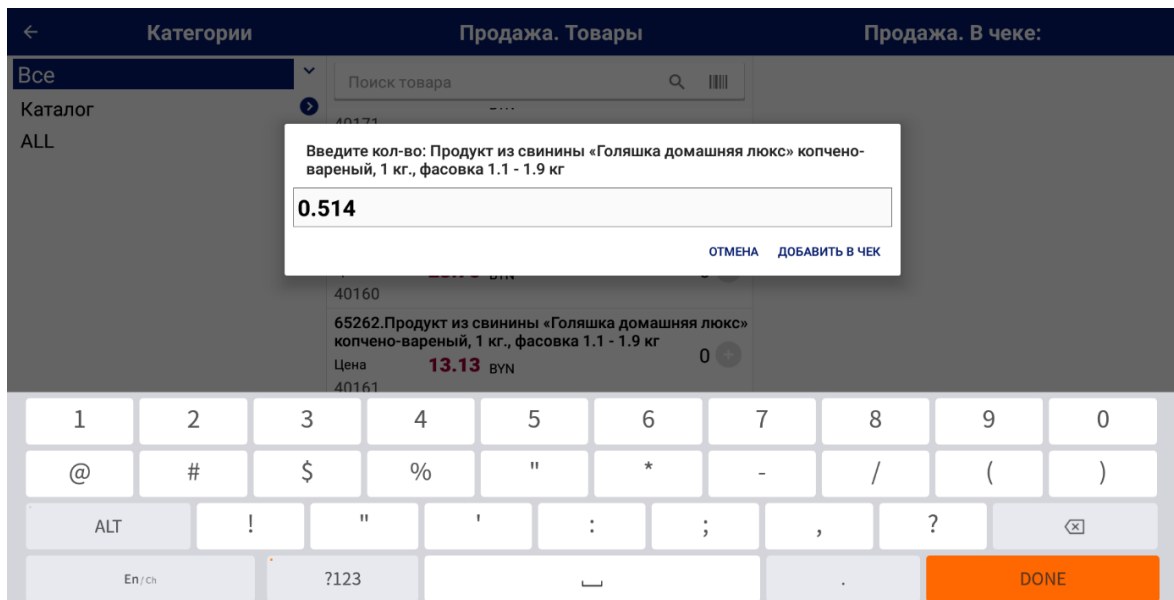 Категории
Продажа. Товары
Продажа. В чеке:
Все
Поиск товара
Каталог
40171
ALL
Введите кол-во: Продукт из свинины «Голяшка домашняя люкс» копчено-
вареный, 1 кг., фасовка 1.1 - 1.9 кг
0.514
ОТМЕНА ДОБАВИТЬ В ЧЕК
40160
65262.Продукт из свинины «Голяшка домашняя люкс»
копчено-вареный, 1 кг., фасовка 1.1 - 1.9 кг
Цена 13.13 BYN 0 +
40161
1 2 3 4 5 6 7 8 9 0
@ # $ % " * - / ( )
ALT ! " ' : ; , ?
En/Ch ?123 . DONE